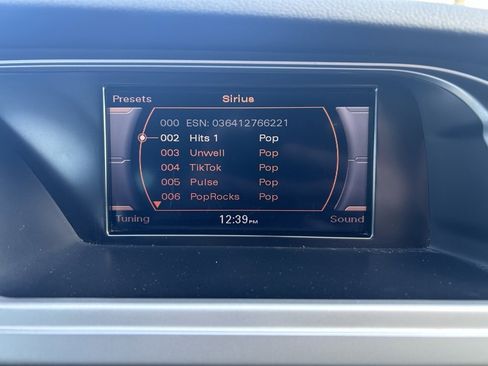 Presets Sirius
000 ESN: 036412766221
002 Hits 1 Pop
003 Unwell Pop
004 TikTok Pop
005 Pulse Pop
006 PopRocks Pop
Tuning 12:39PM Sound